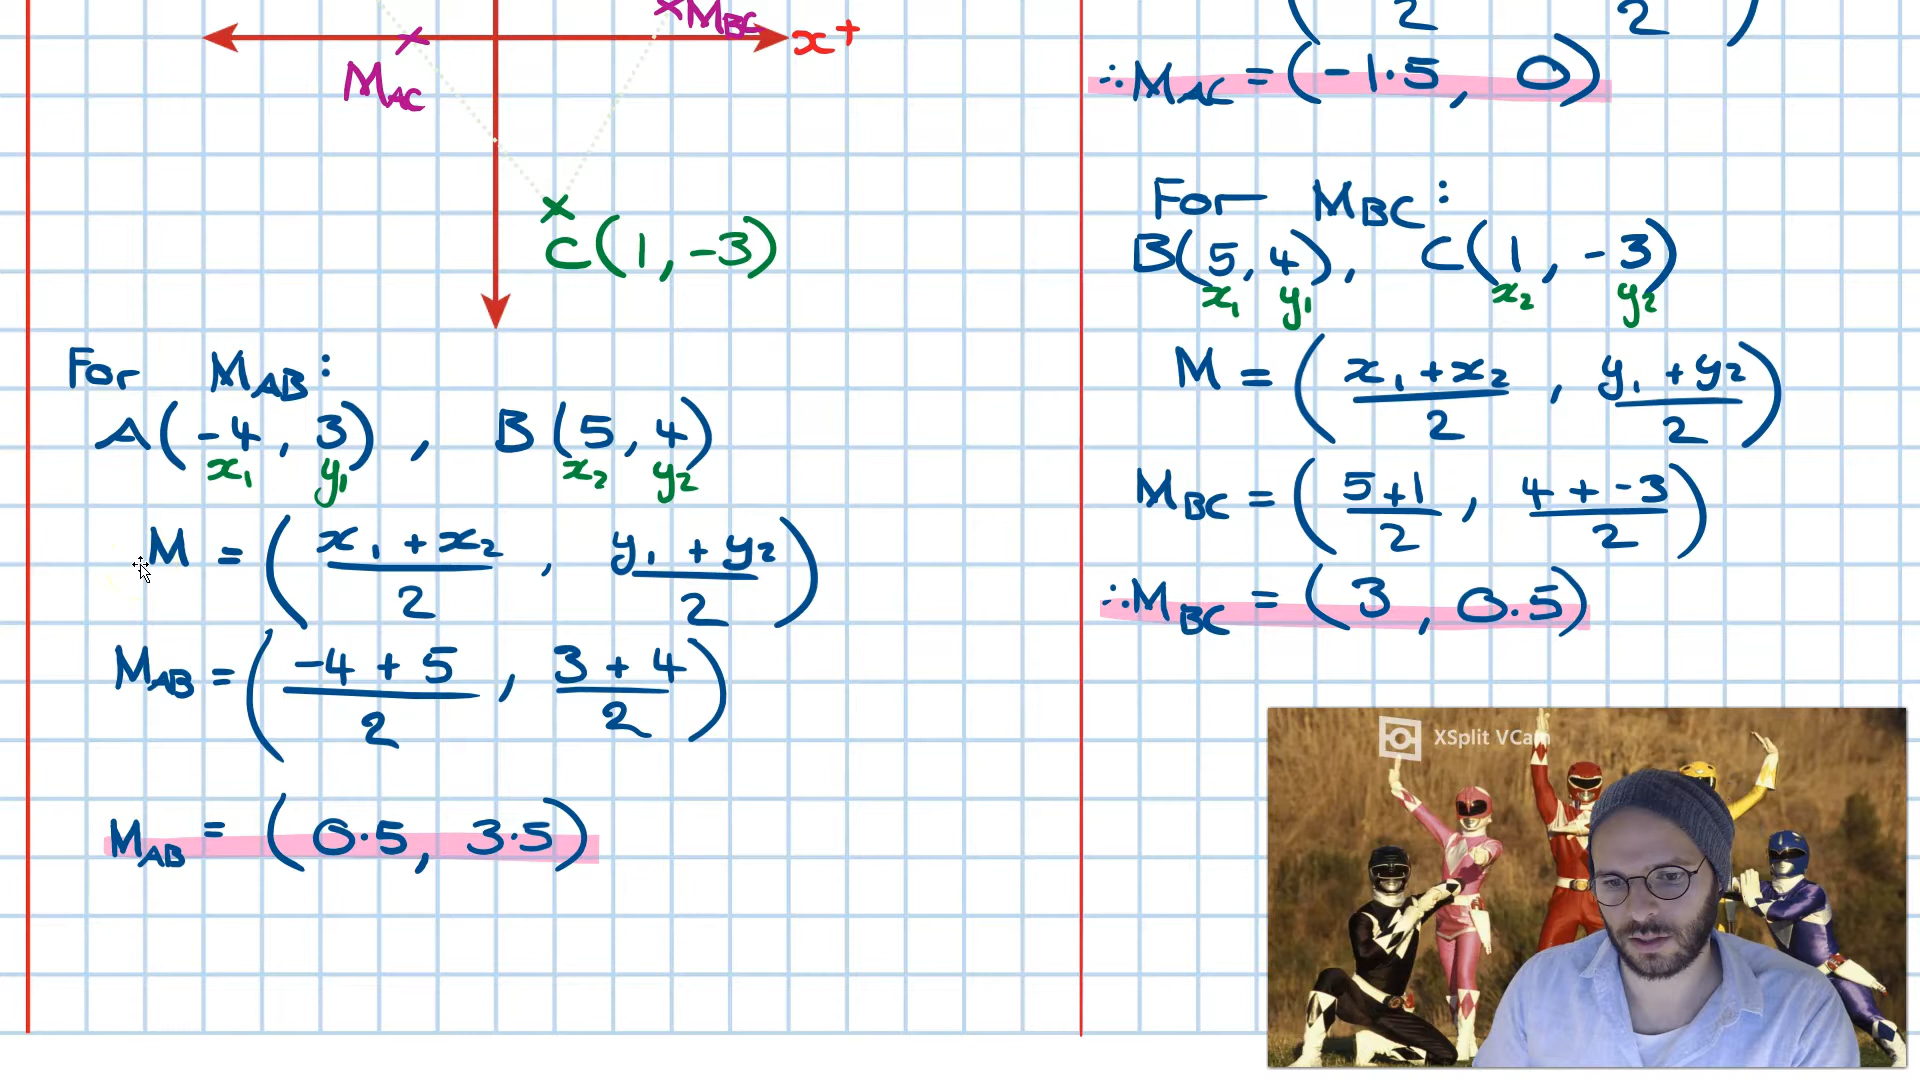 M_BC
x+
M_AC
C(1, -3)
For M_AB:
A(-4, 3), B(5, 4)
x₁ y₁ x₂ y₂
M = (x₁ + x₂ / 2, y₁ + y₂ / 2)
M_AB = (-4 + 5 / 2, 3 + 4 / 2)
M_AB = (0.5, 3.5)
2 2
∴M_AC = (-1.5, 0)
For M_BC:
B(5, 4), C(1, -3)
x₁ y₁ x₂ y₂
M = (x₁ + x₂ / 2, y₁ + y₂ / 2)
M_BC = (5+1 / 2, 4 + -3 / 2)
∴M_BC = (3, 0.5)
XSplit VCam